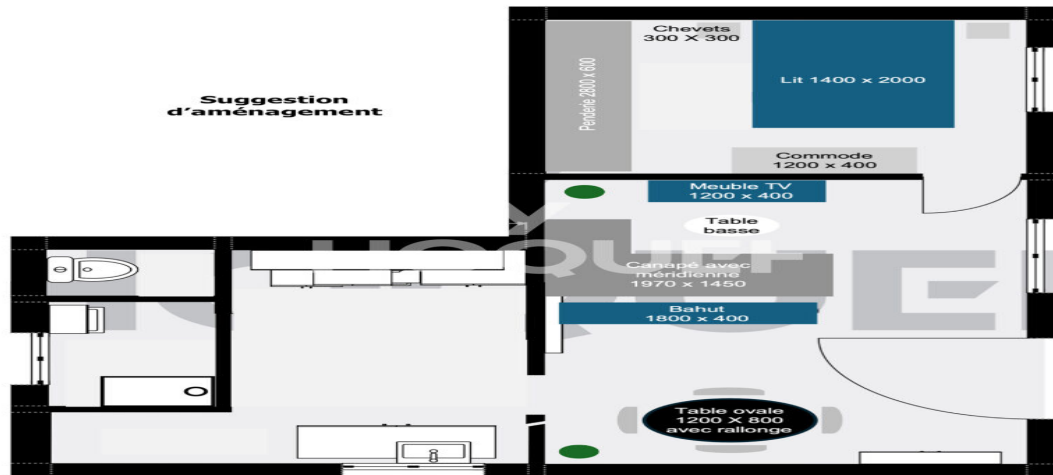 Suggestion
d'aménagement
Chevets
300 X 300
Penderie 2800 x 600
Lit 1400 x 2000
Commode
1200 x 400
Meuble TV
1200 x 400
Table
basse
Canapé avec
méridienne
1970 x 1450
Bahut
1800 x 400
Table ovale
1200 X 800
avec rallonge